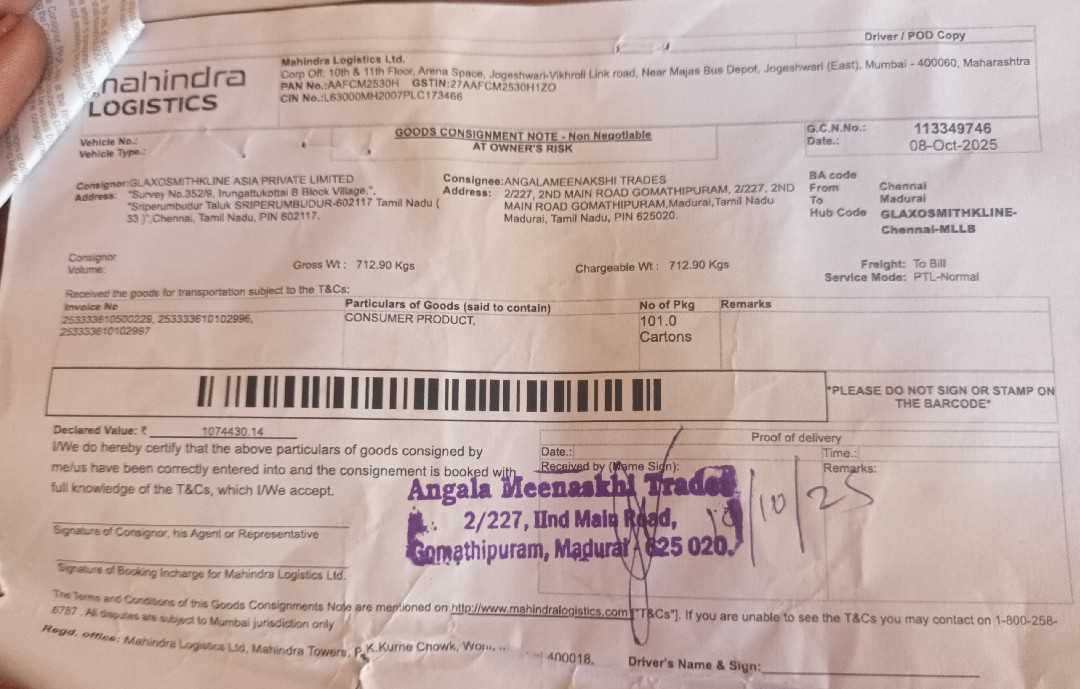 Driver / POD Copy
mahindra
LOGISTICS
Mahindra Logistics Ltd.
Corp Off: 10th & 11th Floor, Arena Space, Jogeshwari-Vikhroli Link road, Near Majas Bus Depot, Jogeshwari (East), Mumbai - 400060, Maharashtra
PAN No.:AAFCM2530H GSTIN:27AAFCM2530H1ZO
CIN No.:L63000MH2007PLC173466
Vehicle No.:
Vehicle Type.:
GOODS CONSIGNMENT NOTE - Non Negotiable
AT OWNER'S RISK
G.C.N.No.: 113349746
Date.: 08-Oct-2025
Consignor:GLAXOSMITHKLINE ASIA PRIVATE LIMITED
Address: "Survey No.352/9, Irungattukottai B Block Village,",
"Sriperumbudur Taluk SRIPERUMBUDUR-602117 Tamil Nadu (
33 )",Chennai, Tamil Nadu, PIN 602117.
Consignee:ANGALAMEENAKSHI TRADES
Address: 2/227, 2ND MAIN ROAD GOMATHIPURAM, 2/227, 2ND
MAIN ROAD GOMATHIPURAM,Madurai,Tamil Nadu
Madurai, Tamil Nadu, PIN 625020.
BA code
From Chennai
To Madurai
Hub Code GLAXOSMITHKLINE-
Chennai-MLLB
Consignor
Volume:
Gross Wt : 712.90 Kgs
Chargeable Wt : 712.90 Kgs
Freight: To Bill
Service Mode: PTL-Normal
Received the goods for transportation subject to the T&Cs:
Invoice No Particulars of Goods (said to contain) No of Pkg Remarks
253333610500229, 253333610102996,
253333610102997
CONSUMER PRODUCT,
101.0
Cartons
*PLEASE DO NOT SIGN OR STAMP ON
THE BARCODE*
Declared Value: ₹ 1074430.14
I/We do hereby certify that the above particulars of goods consigned by
me/us have been correctly entered into and the consignement is booked with
full knowledge of the T&Cs, which I/We accept.
Proof of delivery
Date.: Time.:
Received by (Name Sign): Remarks:
Angala Meenaskhi Trades
2/227, IInd Main Road,
Gomathipuram, Madurai - 625 020.
/10/25
Signature of Consignor, his Agent or Representative
Signature of Booking Incharge for Mahindra Logistics Ltd.
The Terms and Conditions of this Goods Consignments Note are mentioned on http://www.mahindralogistics.com ["T&Cs"]. If you are unable to see the T&Cs you may contact on 1-800-258-
6787 . All disputes are subject to Mumbai jurisdiction only
Regd. office: Mahindra Logistics Ltd, Mahindra Towers, P.K.Kurne Chowk, 400018.
Driver's Name & Sign: